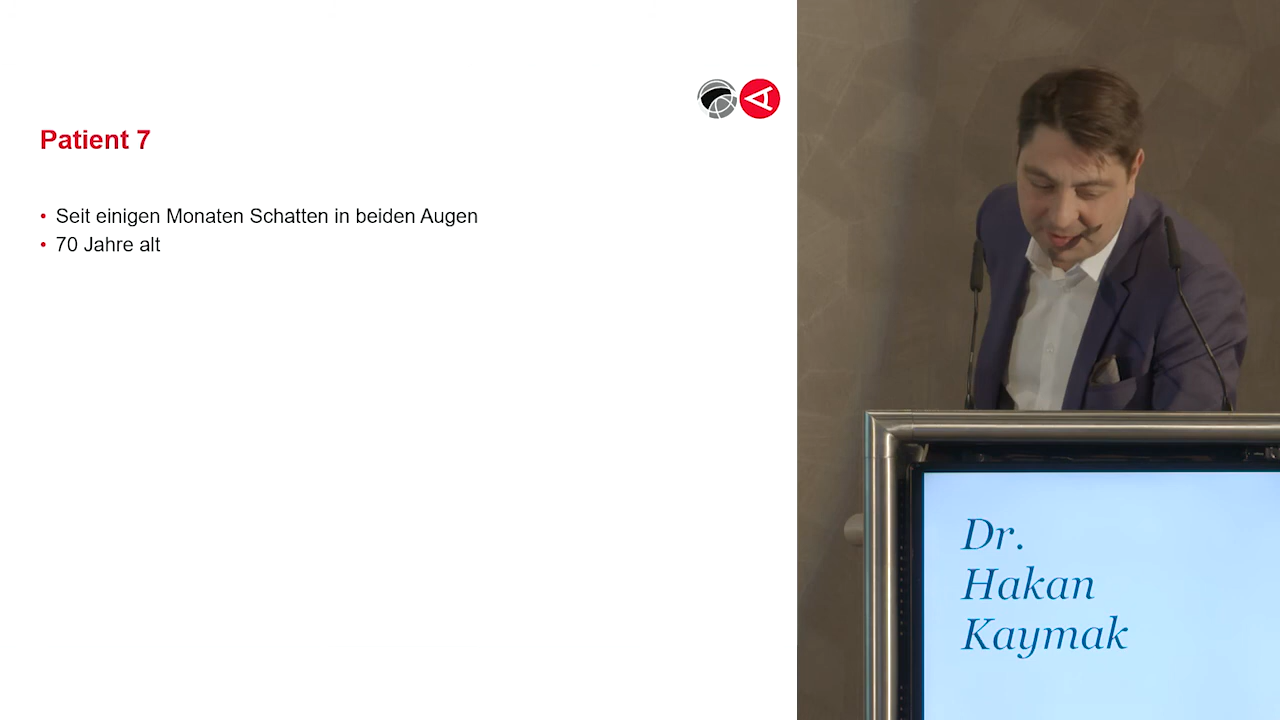 Patient 7
• Seit einigen Monaten Schatten in beiden Augen
• 70 Jahre alt
Dr.
Hakan
Kaymak